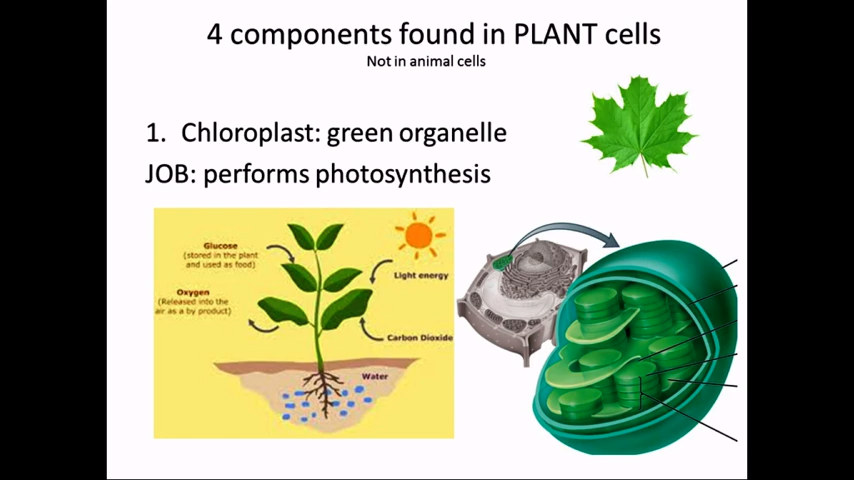 4 components found in PLANT cells
Not in animal cells
1. Chloroplast: green organelle
JOB: performs photosynthesis
Glucose
(stored in the plant
and used as food)
Oxygen
(Released into the
air as a by product)
Light energy
Carbon Dioxide
Water